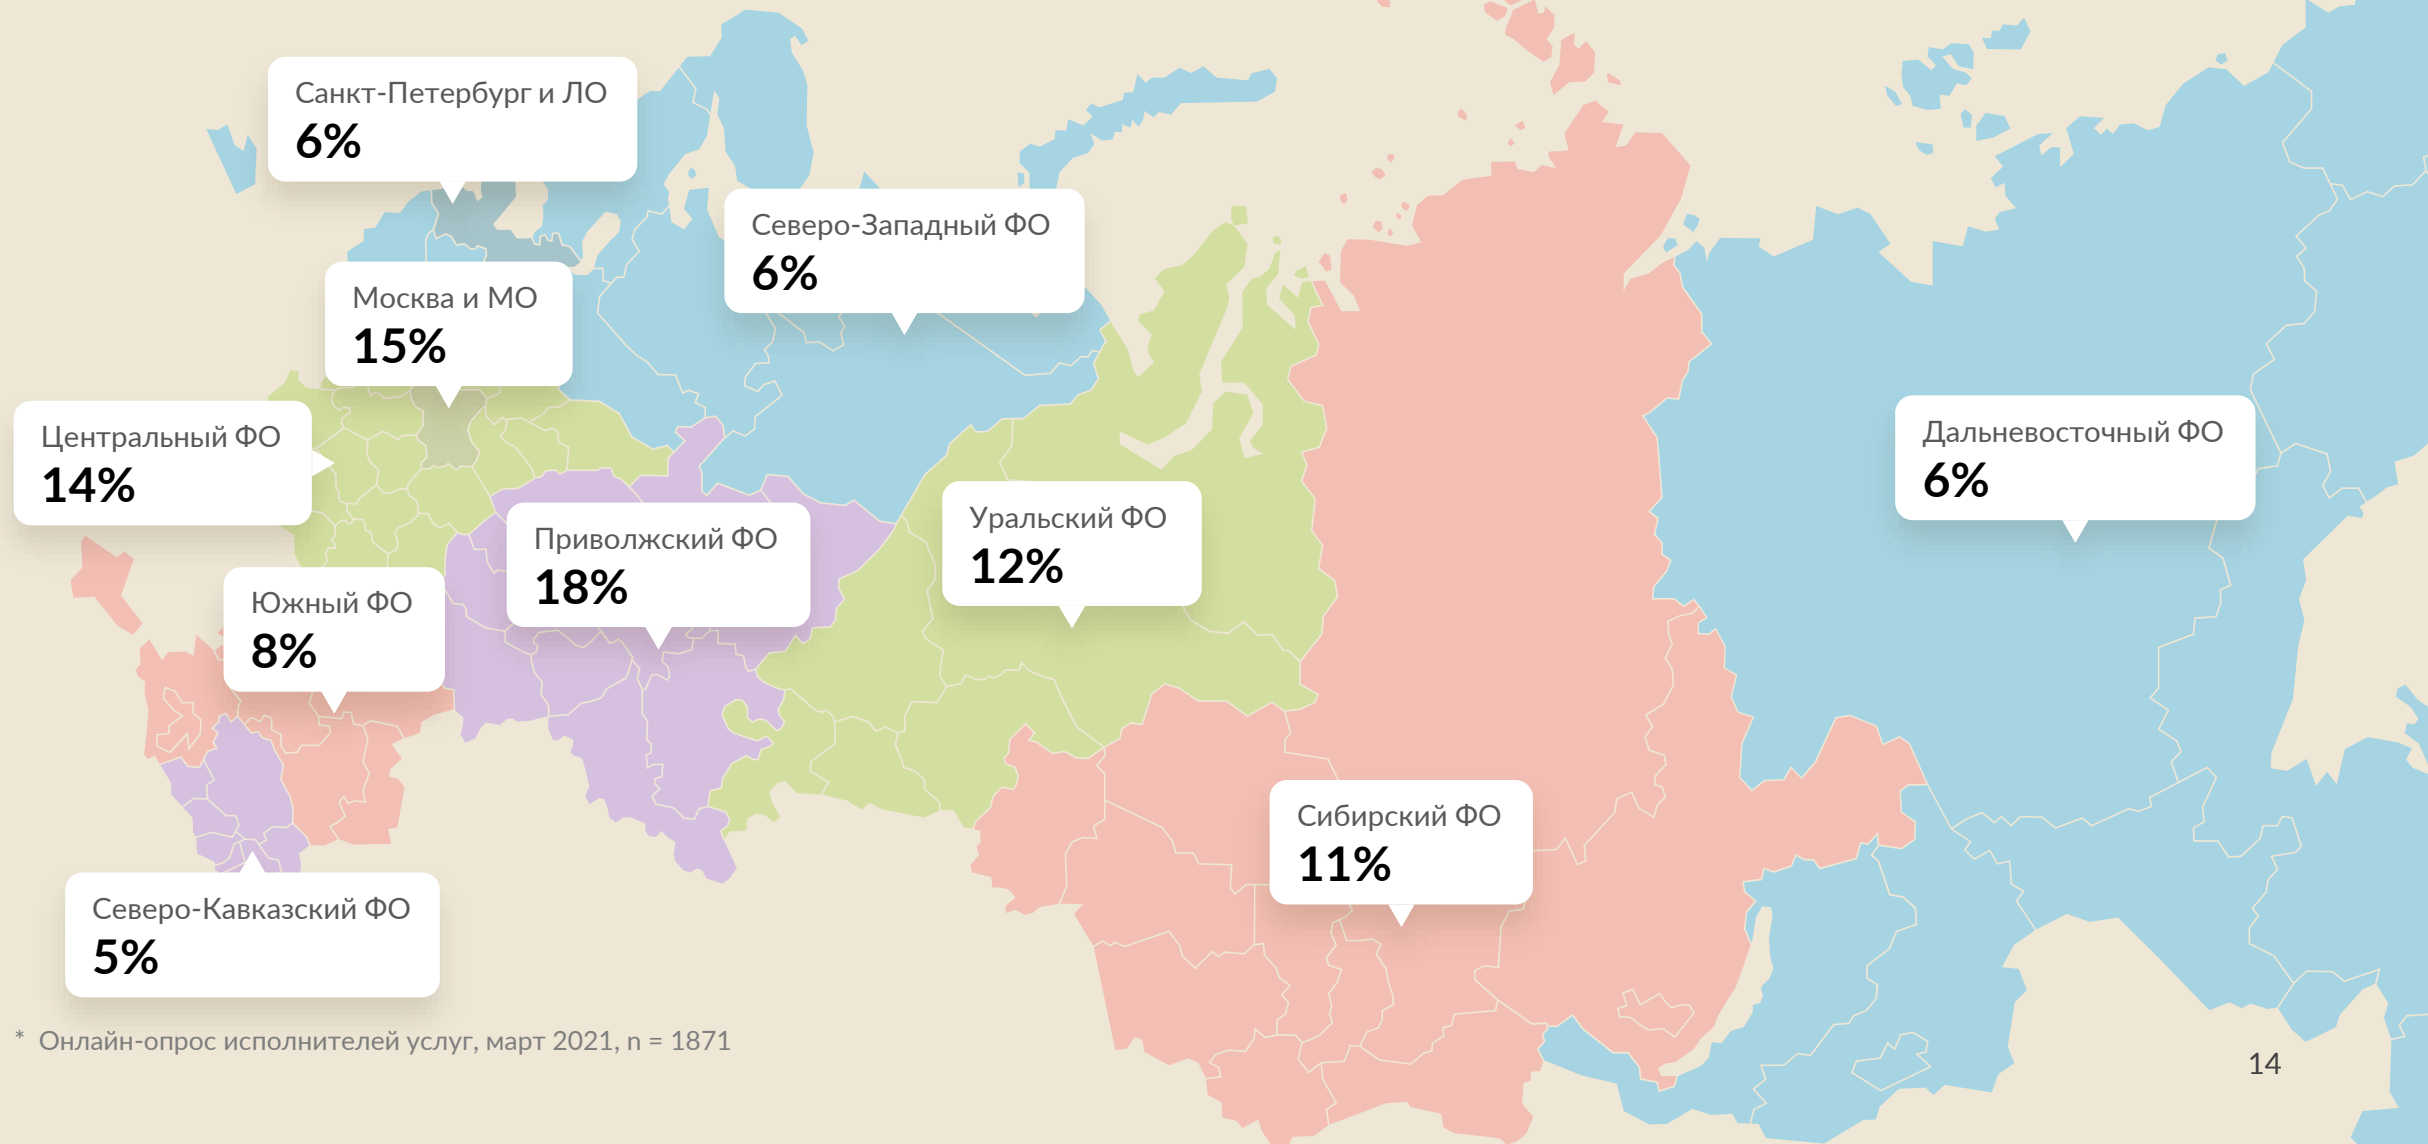 Санкт-Петербург и ЛО
6%
Северо-Западный ФО
6%
Москва и МО
15%
Центральный ФО
14%
Дальневосточный ФО
6%
Уральский ФО
12%
Приволжский ФО
18%
Южный ФО
8%
Сибирский ФО
11%
Северо-Кавказский ФО
5%
* Онлайн-опрос исполнителей услуг, март 2021, n = 1871
14